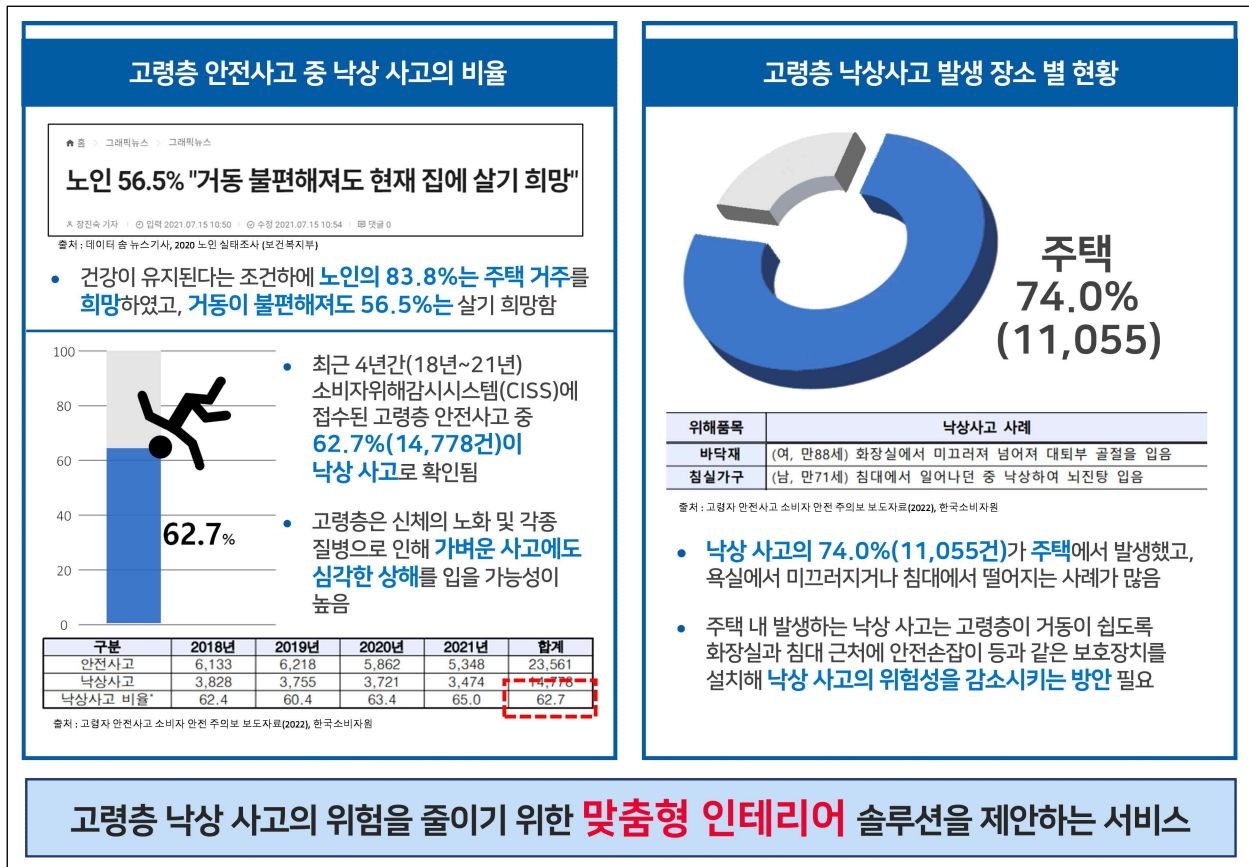 고령층 안전사고 중 낙상 사고의 비율
홈 > 그래픽뉴스 > 그래픽뉴스
노인 56.5% "거동 불편해져도 현재 집에 살기 희망"
장진숙 기자 입력 2021.07.15 10:50 수정 2021.07.15 10:54 댓글 0
출처 : 데이터 솜 뉴스기사, 2020 노인 실태조사 (보건복지부)
• 건강이 유지된다는 조건하에 노인의 83.8%는 주택 거주를
희망하였고, 거동이 불편해져도 56.5%는 살기 희망함
100
80
60
40
20
0
62.7%
• 최근 4년간(18년~21년)
소비자위해감시시스템(CISS)에
접수된 고령층 안전사고 중
62.7%(14,778건)이
낙상 사고로 확인됨
• 고령층은 신체의 노화 및 각종
질병으로 인해 가벼운 사고에도
심각한 상해를 입을 가능성이
높음
구분 2018년 2019년 2020년 2021년 합계
안전사고 6,133 6,218 5,862 5,348 23,561
낙상사고 3,828 3,755 3,721 3,474 14,778
낙상사고 비율* 62.4 60.4 63.4 65.0 62.7
출처 : 고령자 안전사고 소비자 안전 주의보 보도자료(2022), 한국소비자원
고령층 낙상사고 발생 장소 별 현황
주택
74.0%
(11,055)
위해품목 낙상사고 사례
바닥재 (여, 만88세) 화장실에서 미끄러져 넘어져 대퇴부 골절을 입음
침실가구 (남, 만71세) 침대에서 일어나던 중 낙상하여 뇌진탕 입음
출처 : 고령자 안전사고 소비자 안전 주의보 보도자료(2022), 한국소비자원
• 낙상 사고의 74.0%(11,055건)가 주택에서 발생했고,
욕실에서 미끄러지거나 침대에서 떨어지는 사례가 많음
• 주택 내 발생하는 낙상 사고는 고령층이 거동이 쉽도록
화장실과 침대 근처에 안전손잡이 등과 같은 보호장치를
설치해 낙상 사고의 위험성을 감소시키는 방안 필요
고령층 낙상 사고의 위험을 줄이기 위한 맞춤형 인테리어 솔루션을 제안하는 서비스